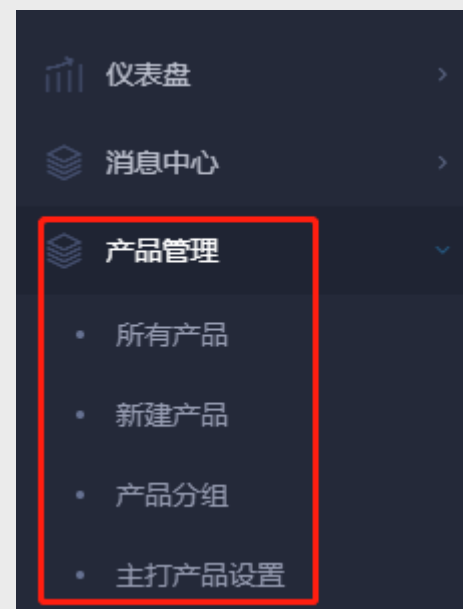 仪表盘
消息中心
产品管理
所有产品
新建产品
产品分组
主打产品设置